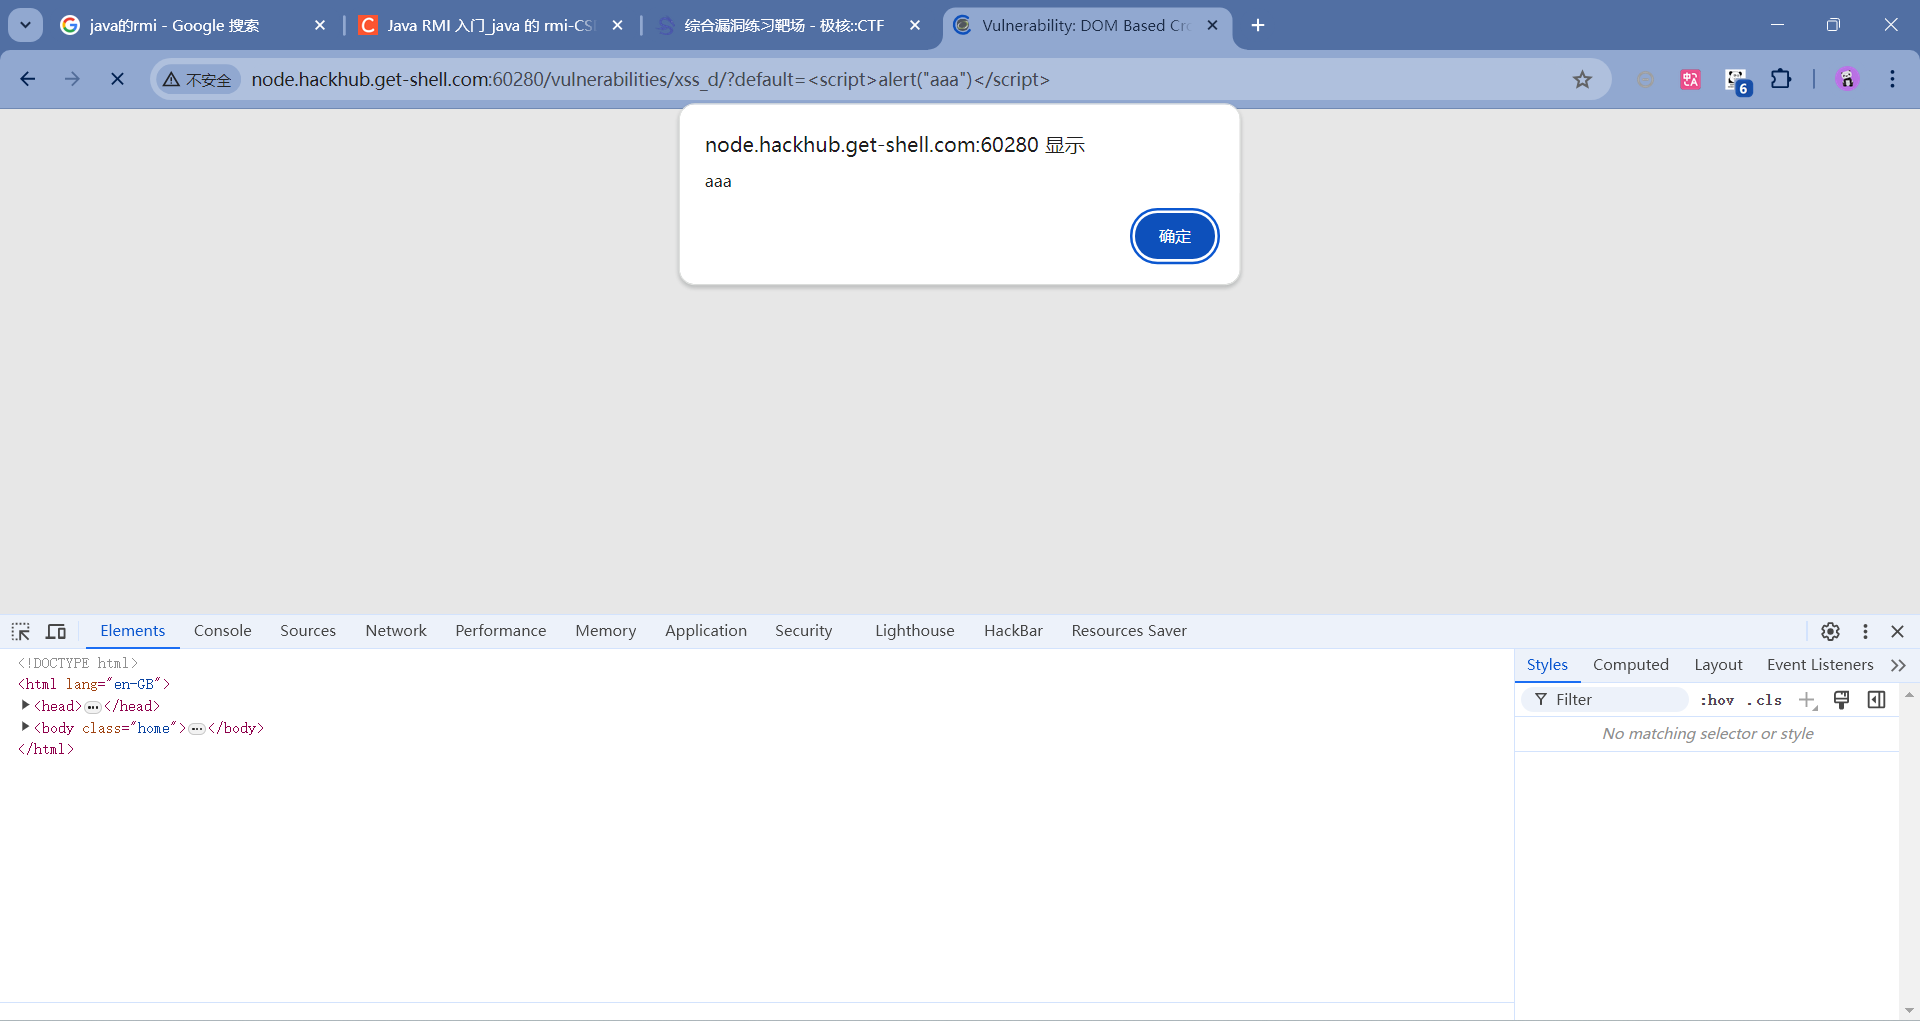 java的rmi - Google 搜索
Java RMI 入门_java 的 rmi-CS
综合漏洞练习靶场 - 极核::CTF
Vulnerability: DOM Based Cro
不安全
node.hackhub.get-shell.com:60280/vulnerabilities/xss_d/?default=<script>alert("aaa")</script>
6
node.hackhub.get-shell.com:60280 显示
aaa
确定
Elements Console Sources Network Performance Memory Application Security Lighthouse HackBar Resources Saver
<!DOCTYPE html>
<html lang="en-GB">
<head>…</head>
<body class="home">…</body>
</html>
Styles Computed Layout Event Listeners
Filter :hov .cls
No matching selector or style